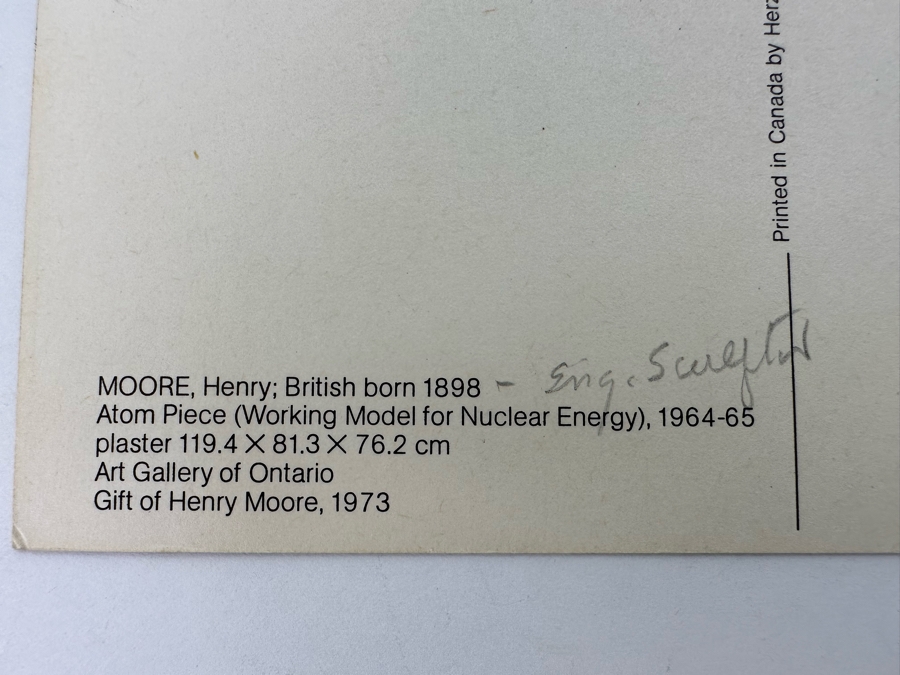 MOORE, Henry; British born 1898 - Eng. Sculptor
Atom Piece (Working Model for Nuclear Energy), 1964-65
plaster 119.4 X 81.3 X 76.2 cm
Art Gallery of Ontario
Gift of Henry Moore, 1973
Printed in Canada by Herz